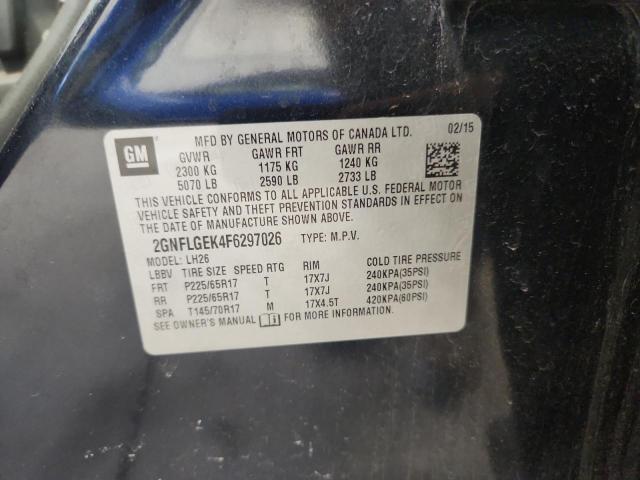 GM
MFD BY GENERAL MOTORS OF CANADA LTD. 02/15
GVWR GAWR FRT GAWR RR
2300 KG 1175 KG 1240 KG
5070 LB 2590 LB 2733 LB
THIS VEHICLE CONFORMS TO ALL APPLICABLE U.S. FEDERAL MOTOR
VEHICLE SAFETY AND THEFT PREVENTION STANDARDS IN EFFECT ON
THE DATE OF MANUFACTURE SHOWN ABOVE.
2GNFLGEK4F6297026 TYPE: M.P.V.
MODEL: LH26
LBBV TIRE SIZE SPEED RTG RIM COLD TIRE PRESSURE
FRT P225/65R17 T 17X7J 240KPA(35PSI)
RR P225/65R17 T 17X7J 240KPA(35PSI)
SPA T145/70R17 M 17X4.5T 420KPA(60PSI)
SEE OWNER'S MANUAL FOR MORE INFORMATION.